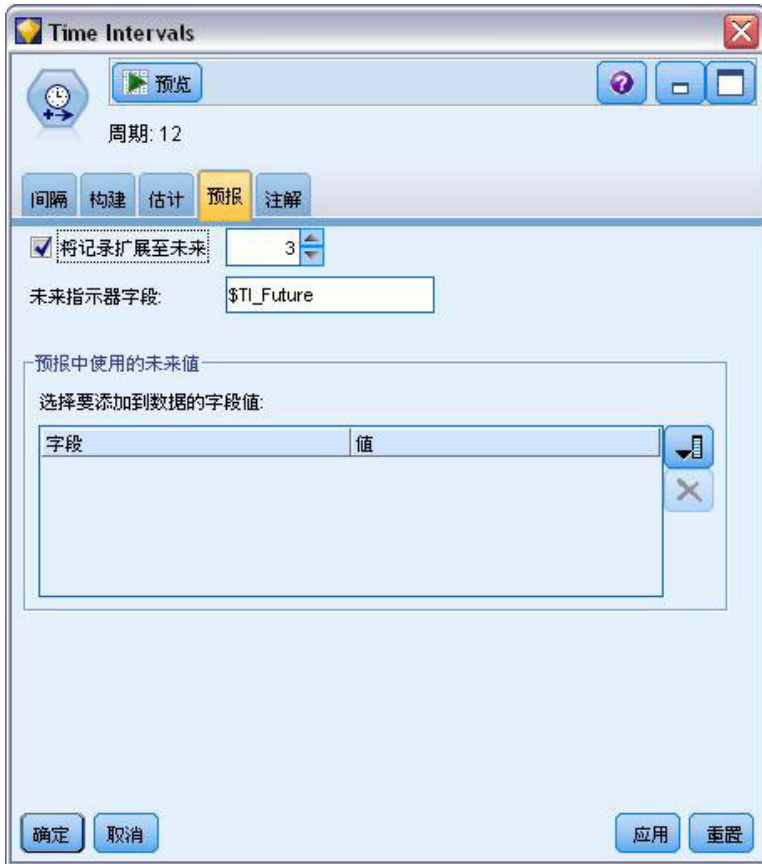 Time Intervals
预览
周期: 12
间隔 构建 估计 预报 注解
将记录扩展至未来 3
未来指示器字段: $TI_Future
预报中使用的未来值
选择要添加到数据的字段值:
字段 值
确定 取消 应用 重置